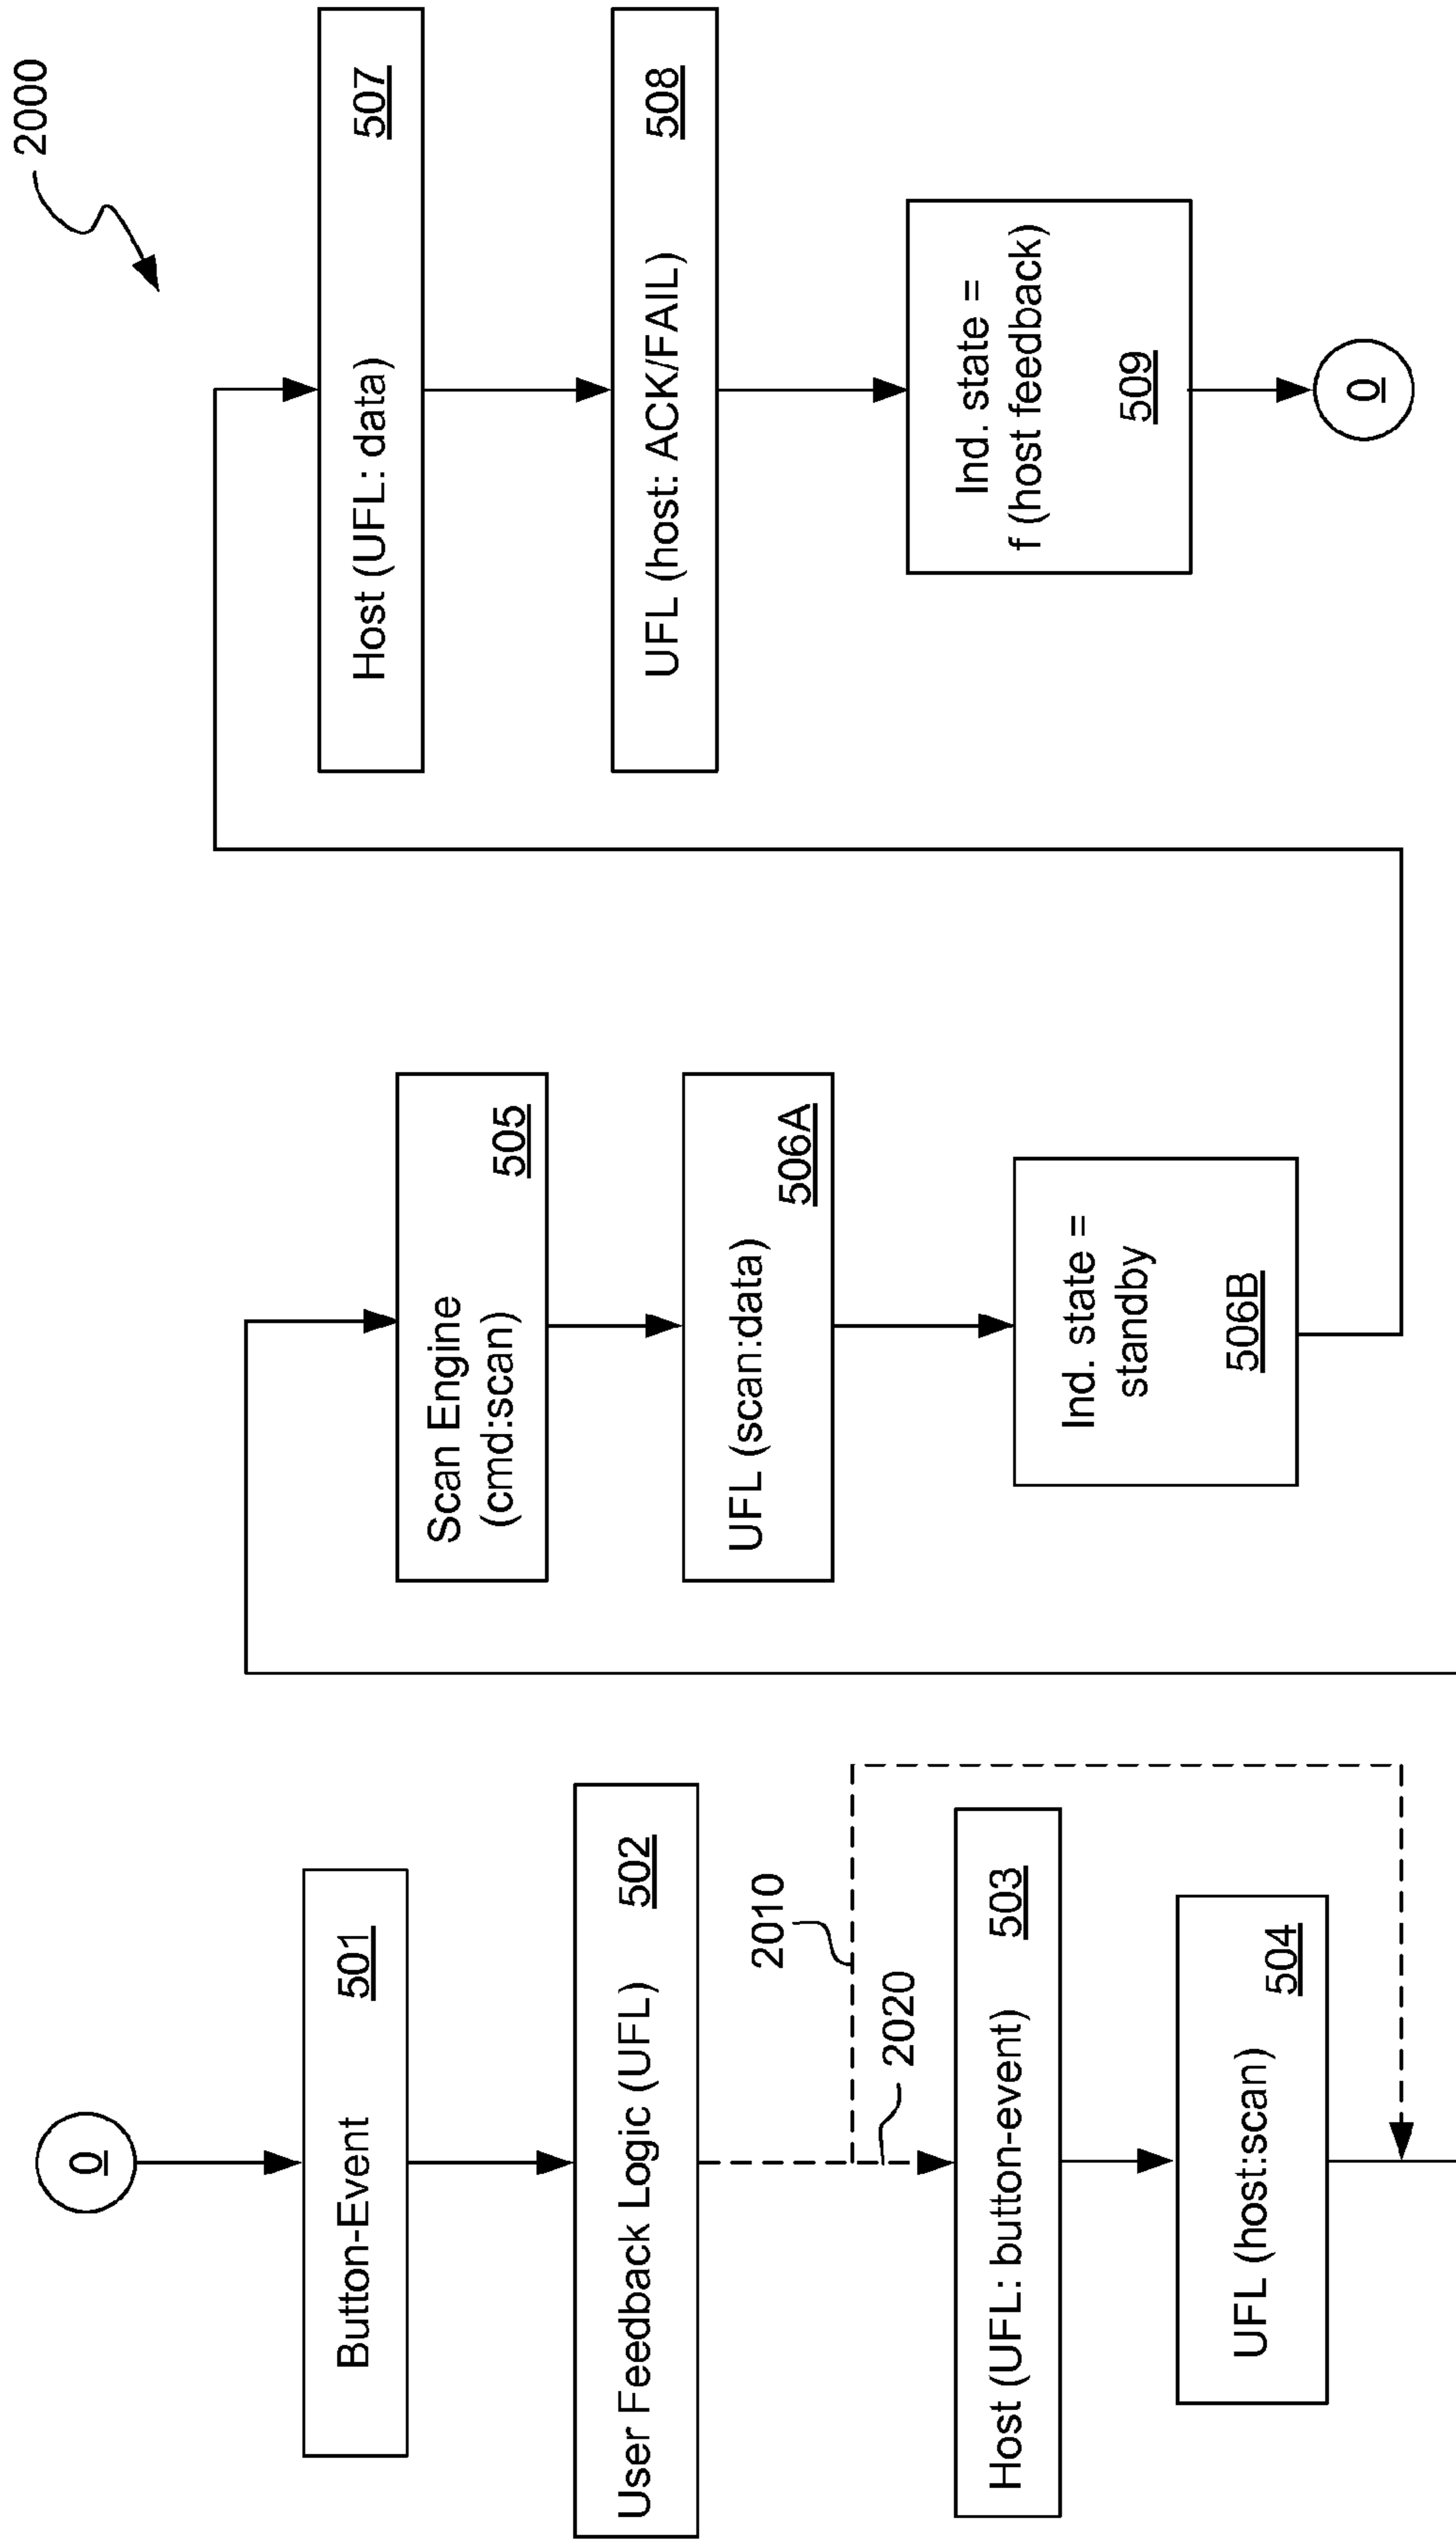 2000
0
Button-Event 501
User Feedback Logic (UFL) 502
2010
2020
Host (UFL: button-event) 503
UFL (host:scan) 504
Scan Engine
(cmd:scan) 505
UFL (scan:data) 506A
Ind. state =
standby
506B
Host (UFL: data) 507
UFL (host: ACK/FAIL) 508
Ind. state =
f (host feedback)
509
0